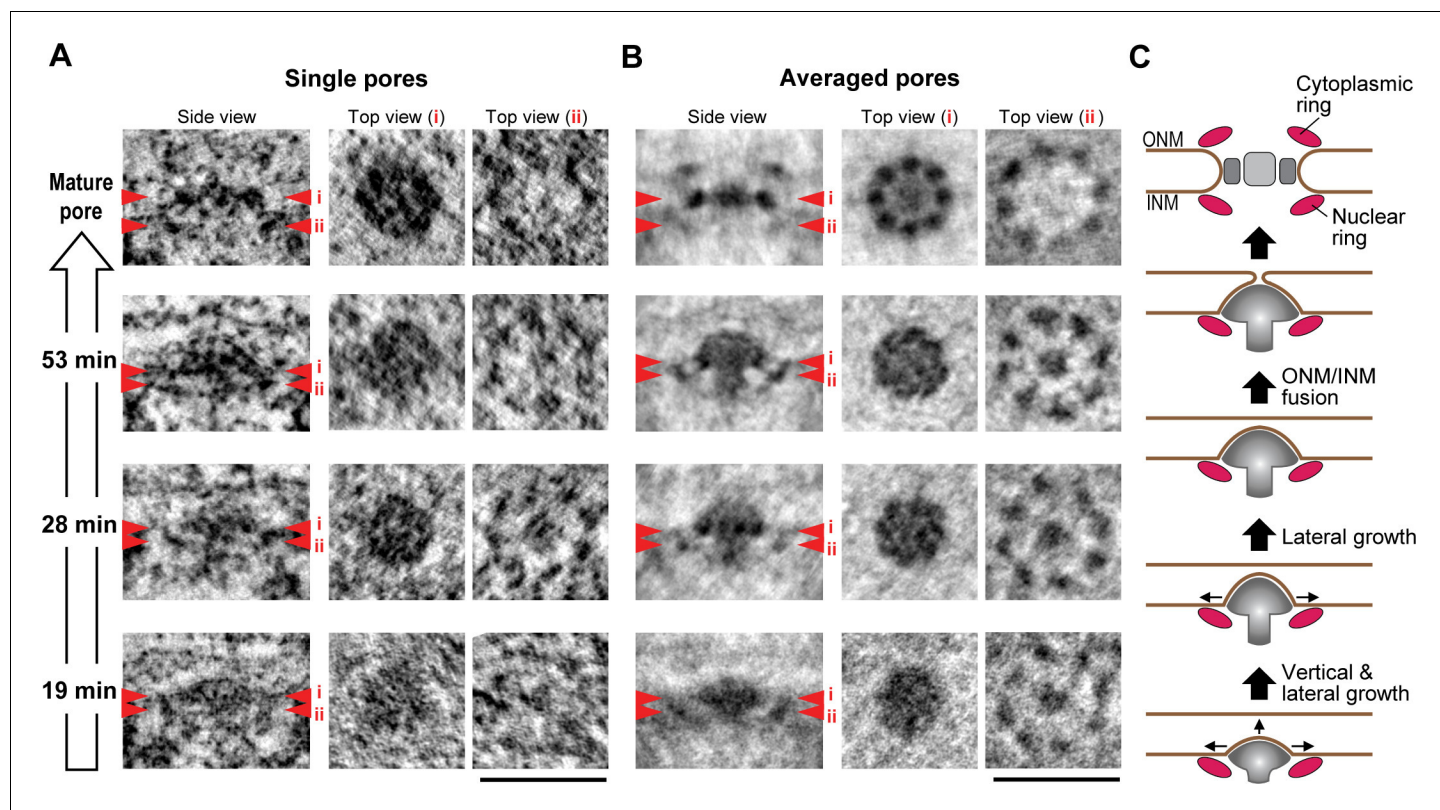 A
Single pores
Side view
Top view (i)
Top view (ii)
Mature
pore
i
ii
53 min
i
ii
28 min
i
ii
19 min
i
ii
B
Averaged pores
Side view
Top view (i)
Top view (ii)
i
ii
i
ii
i
ii
i
ii
C
Cytoplasmic
ring
ONM
INM
Nuclear
ring
ONM/INM
fusion
Lateral growth
Vertical &
lateral growth